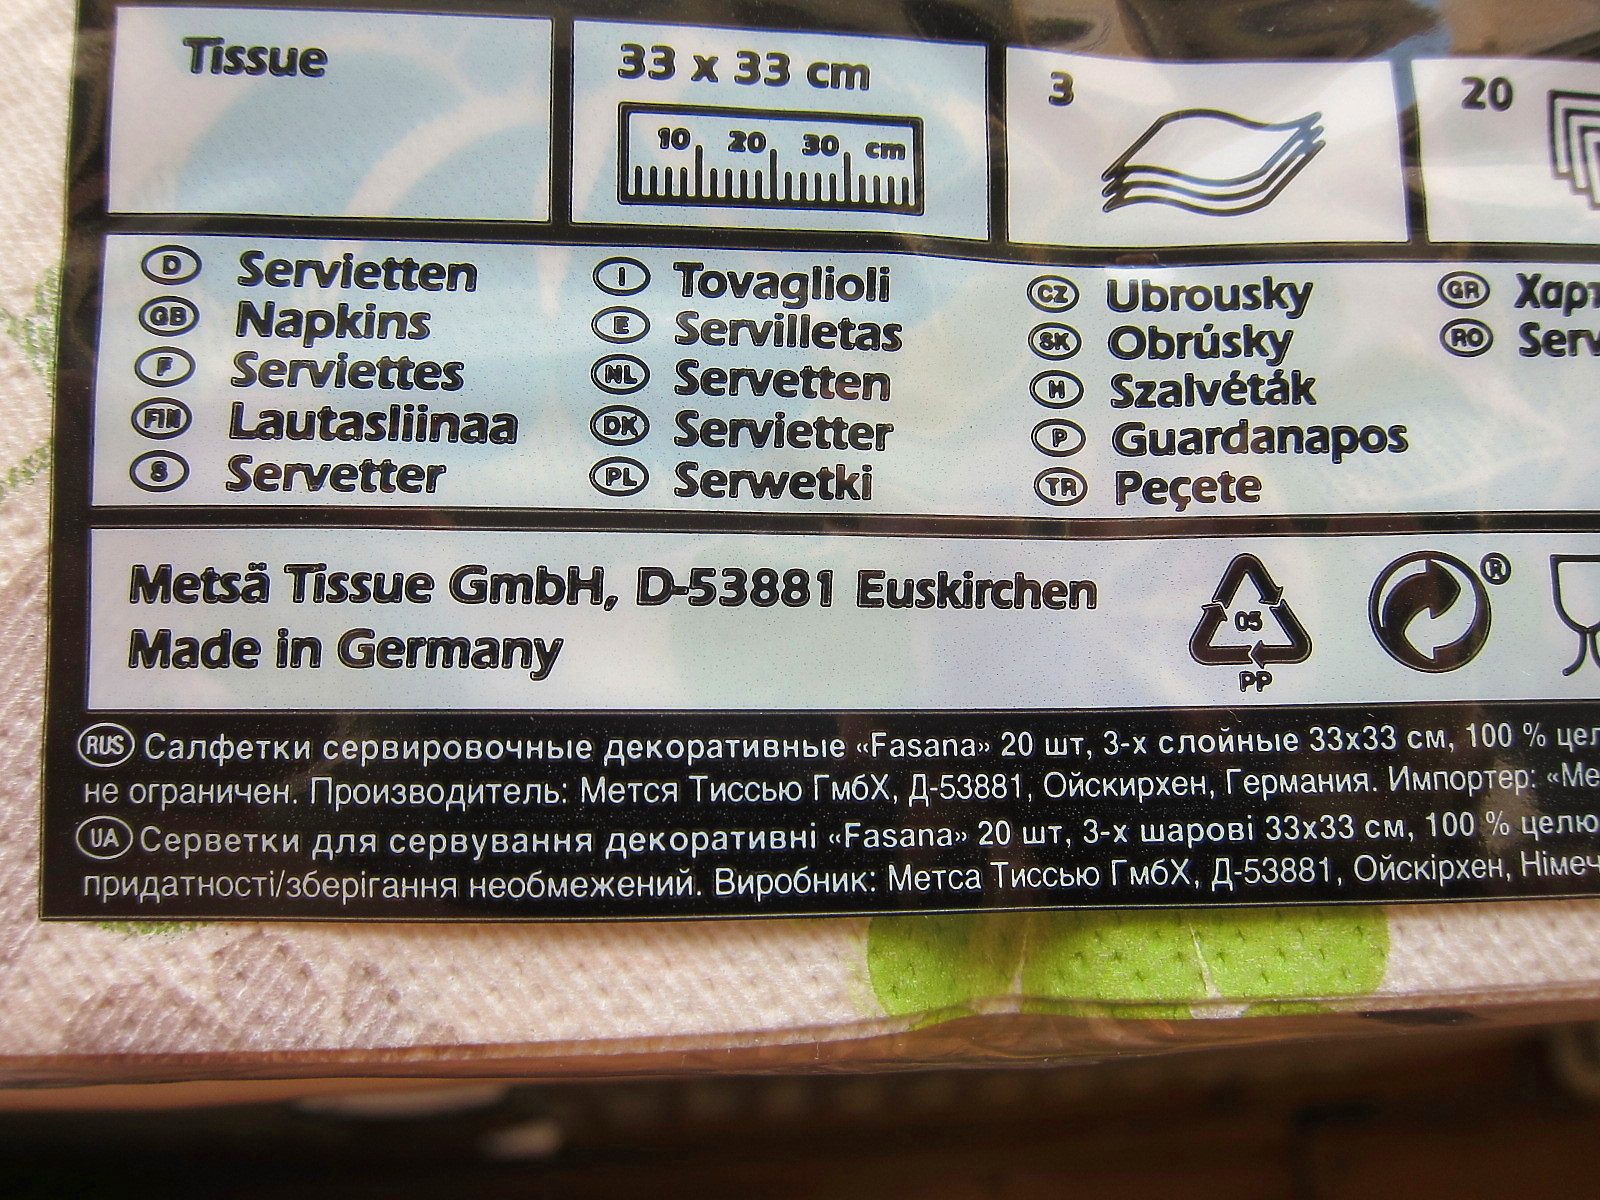 Tissue
33 x 33 cm
10 20 30 cm
3
20
D Servietten
GB Napkins
F Serviettes
FIN Lautasliinaa
S Servetter
I Tovaglioli
E Servilletas
NL Servetten
DK Servietter
PL Serwetki
CZ Ubrousky
SK Obrúsky
H Szalvéták
P Guardanapos
TR Peçete
GR
RO
Metsä Tissue GmbH, D-53881 Euskirchen
Made in Germany
05
PP
®
RUS Салфетки сервировочные декоративные «Fasana» 20 шт, 3-х слойные 33х33 см, 100 %
не ограничен. Производитель: Мется Тиссью ГмбХ, Д-53881, Ойскирхен, Германия. Импортер:
UA Серветки для сервування декоративні «Fasana» 20 шт, 3-х шарові 33х33 см, 100 %
придатності/зберігання необмежений. Виробник: Метса Тиссью ГмбХ, Д-53881, Ойскірхен,